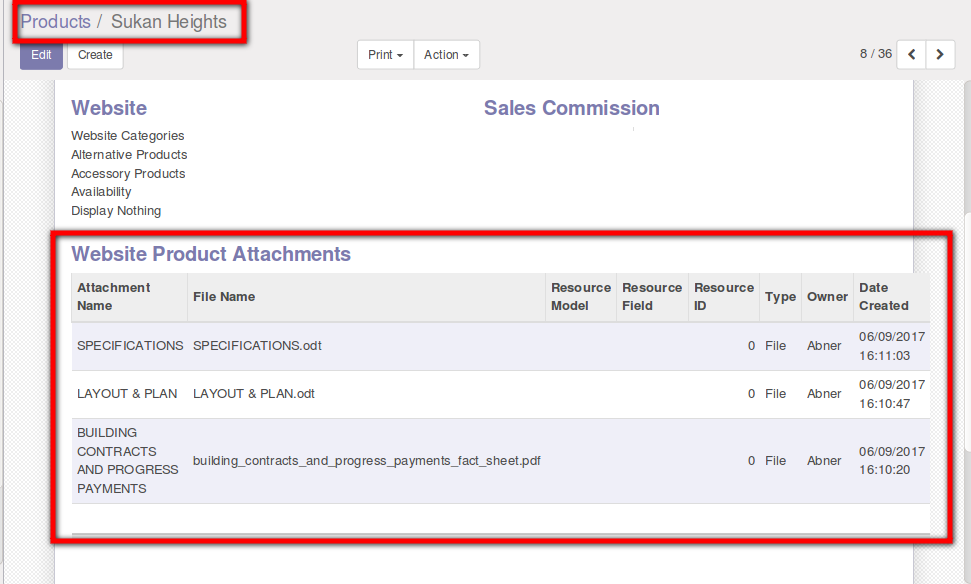 Products / Sukan Heights
Edit Create Print Action 8 / 36
Website Sales Commission
Website Categories
Alternative Products
Accessory Products
Availability
Display Nothing
Website Product Attachments
Attachment Name File Name Resource Model Resource Field Resource ID Type Owner Date Created
SPECIFICATIONS SPECIFICATIONS.odt 0 File Abner 06/09/2017 16:11:03
LAYOUT & PLAN LAYOUT & PLAN.odt 0 File Abner 06/09/2017 16:10:47
BUILDING CONTRACTS AND PROGRESS PAYMENTS building_contracts_and_progress_payments_fact_sheet.pdf 0 File Abner 06/09/2017 16:10:20